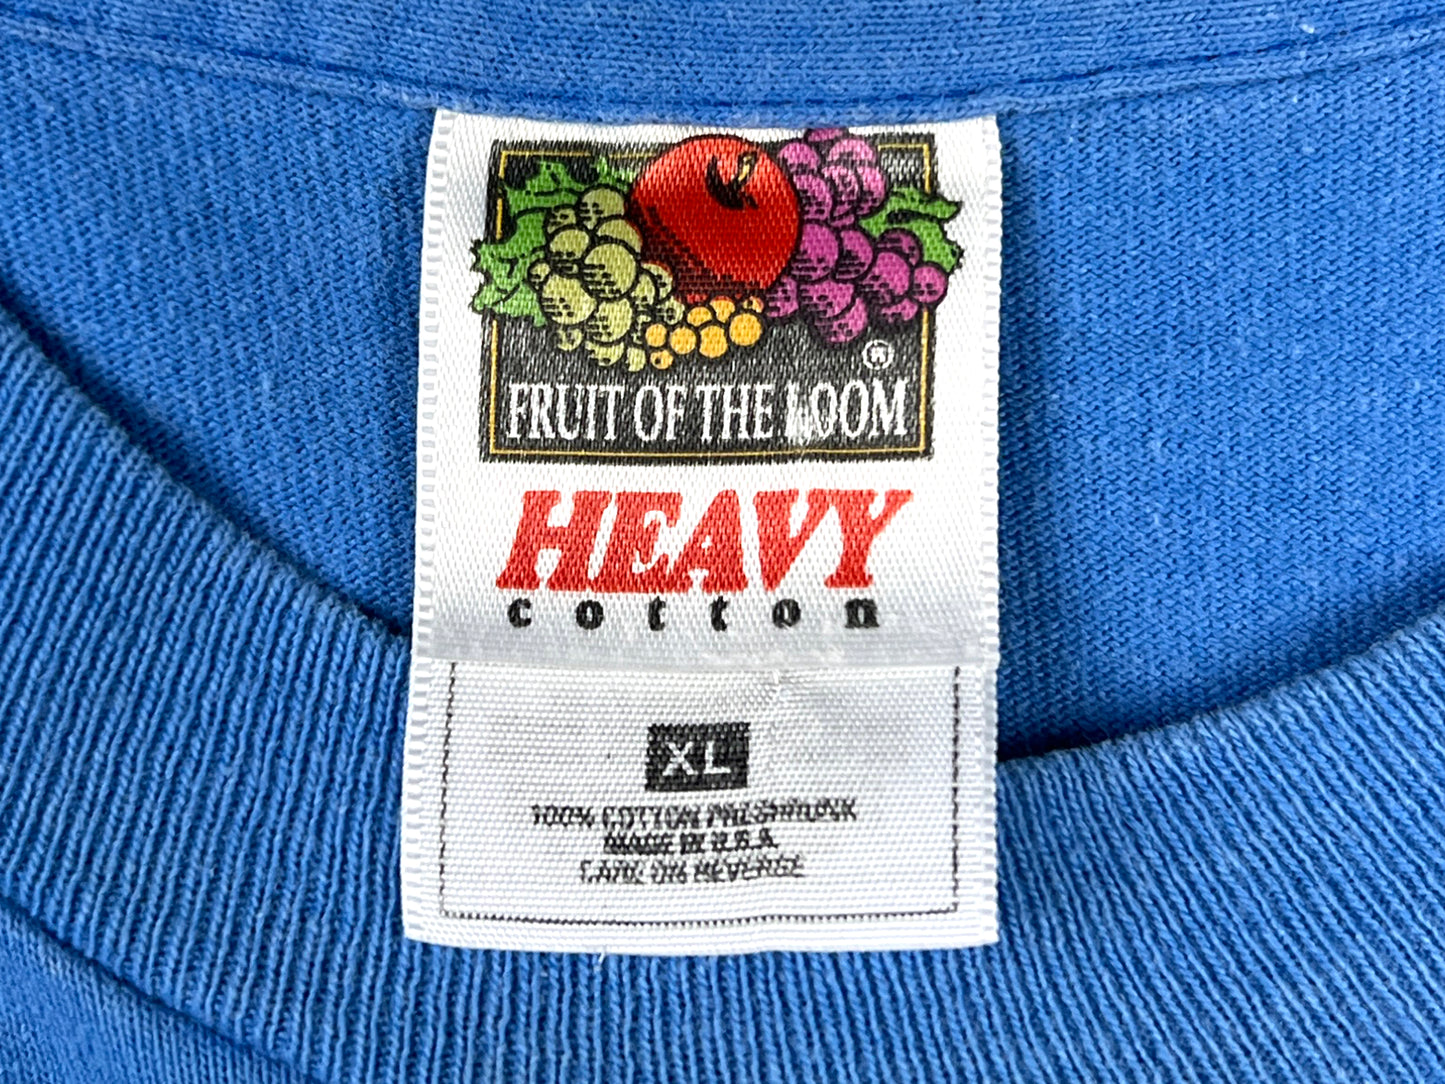 ®
FRUIT OF THE LOOM
HEAVY
cotton
XL
100% COTTON PRESHRUNK
MADE IN U.S.A.
CARE ON REVERSE